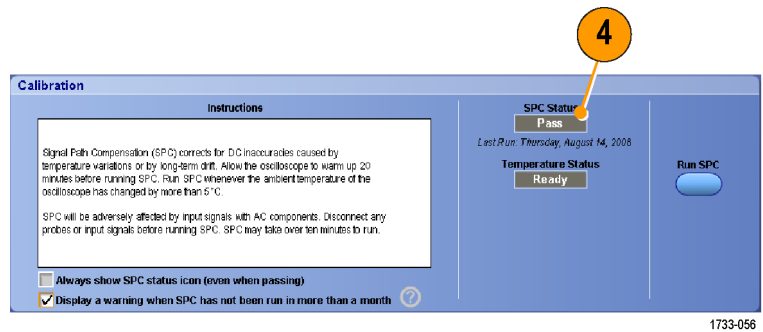 4
Calibration
Instructions
Signal Path Compensation (SPC) corrects for DC inaccuracies caused by
temperature variations or by long-term drift. Allow the oscilloscope to warm up 20
minutes before running SPC. Run SPC whenever the ambient temperature of the
oscilloscope has changed by more than 5°C.
SPC will be adversely affected by input signals with AC components. Disconnect any
probes or input signals before running SPC. SPC may take over ten minutes to run.
Always show SPC status icon (even when passing)
Display a warning when SPC has not been run in more than a month ?
SPC Status
Pass
Last Run: Thursday, August 14, 2008
Temperature Status
Ready
Run SPC
1733-056